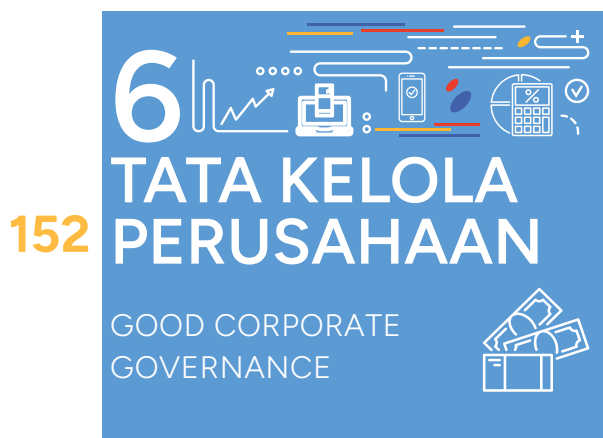 6
TATA KELOLA
152
PERUSAHAAN
GOOD CORPORATE
GOVERNANCE